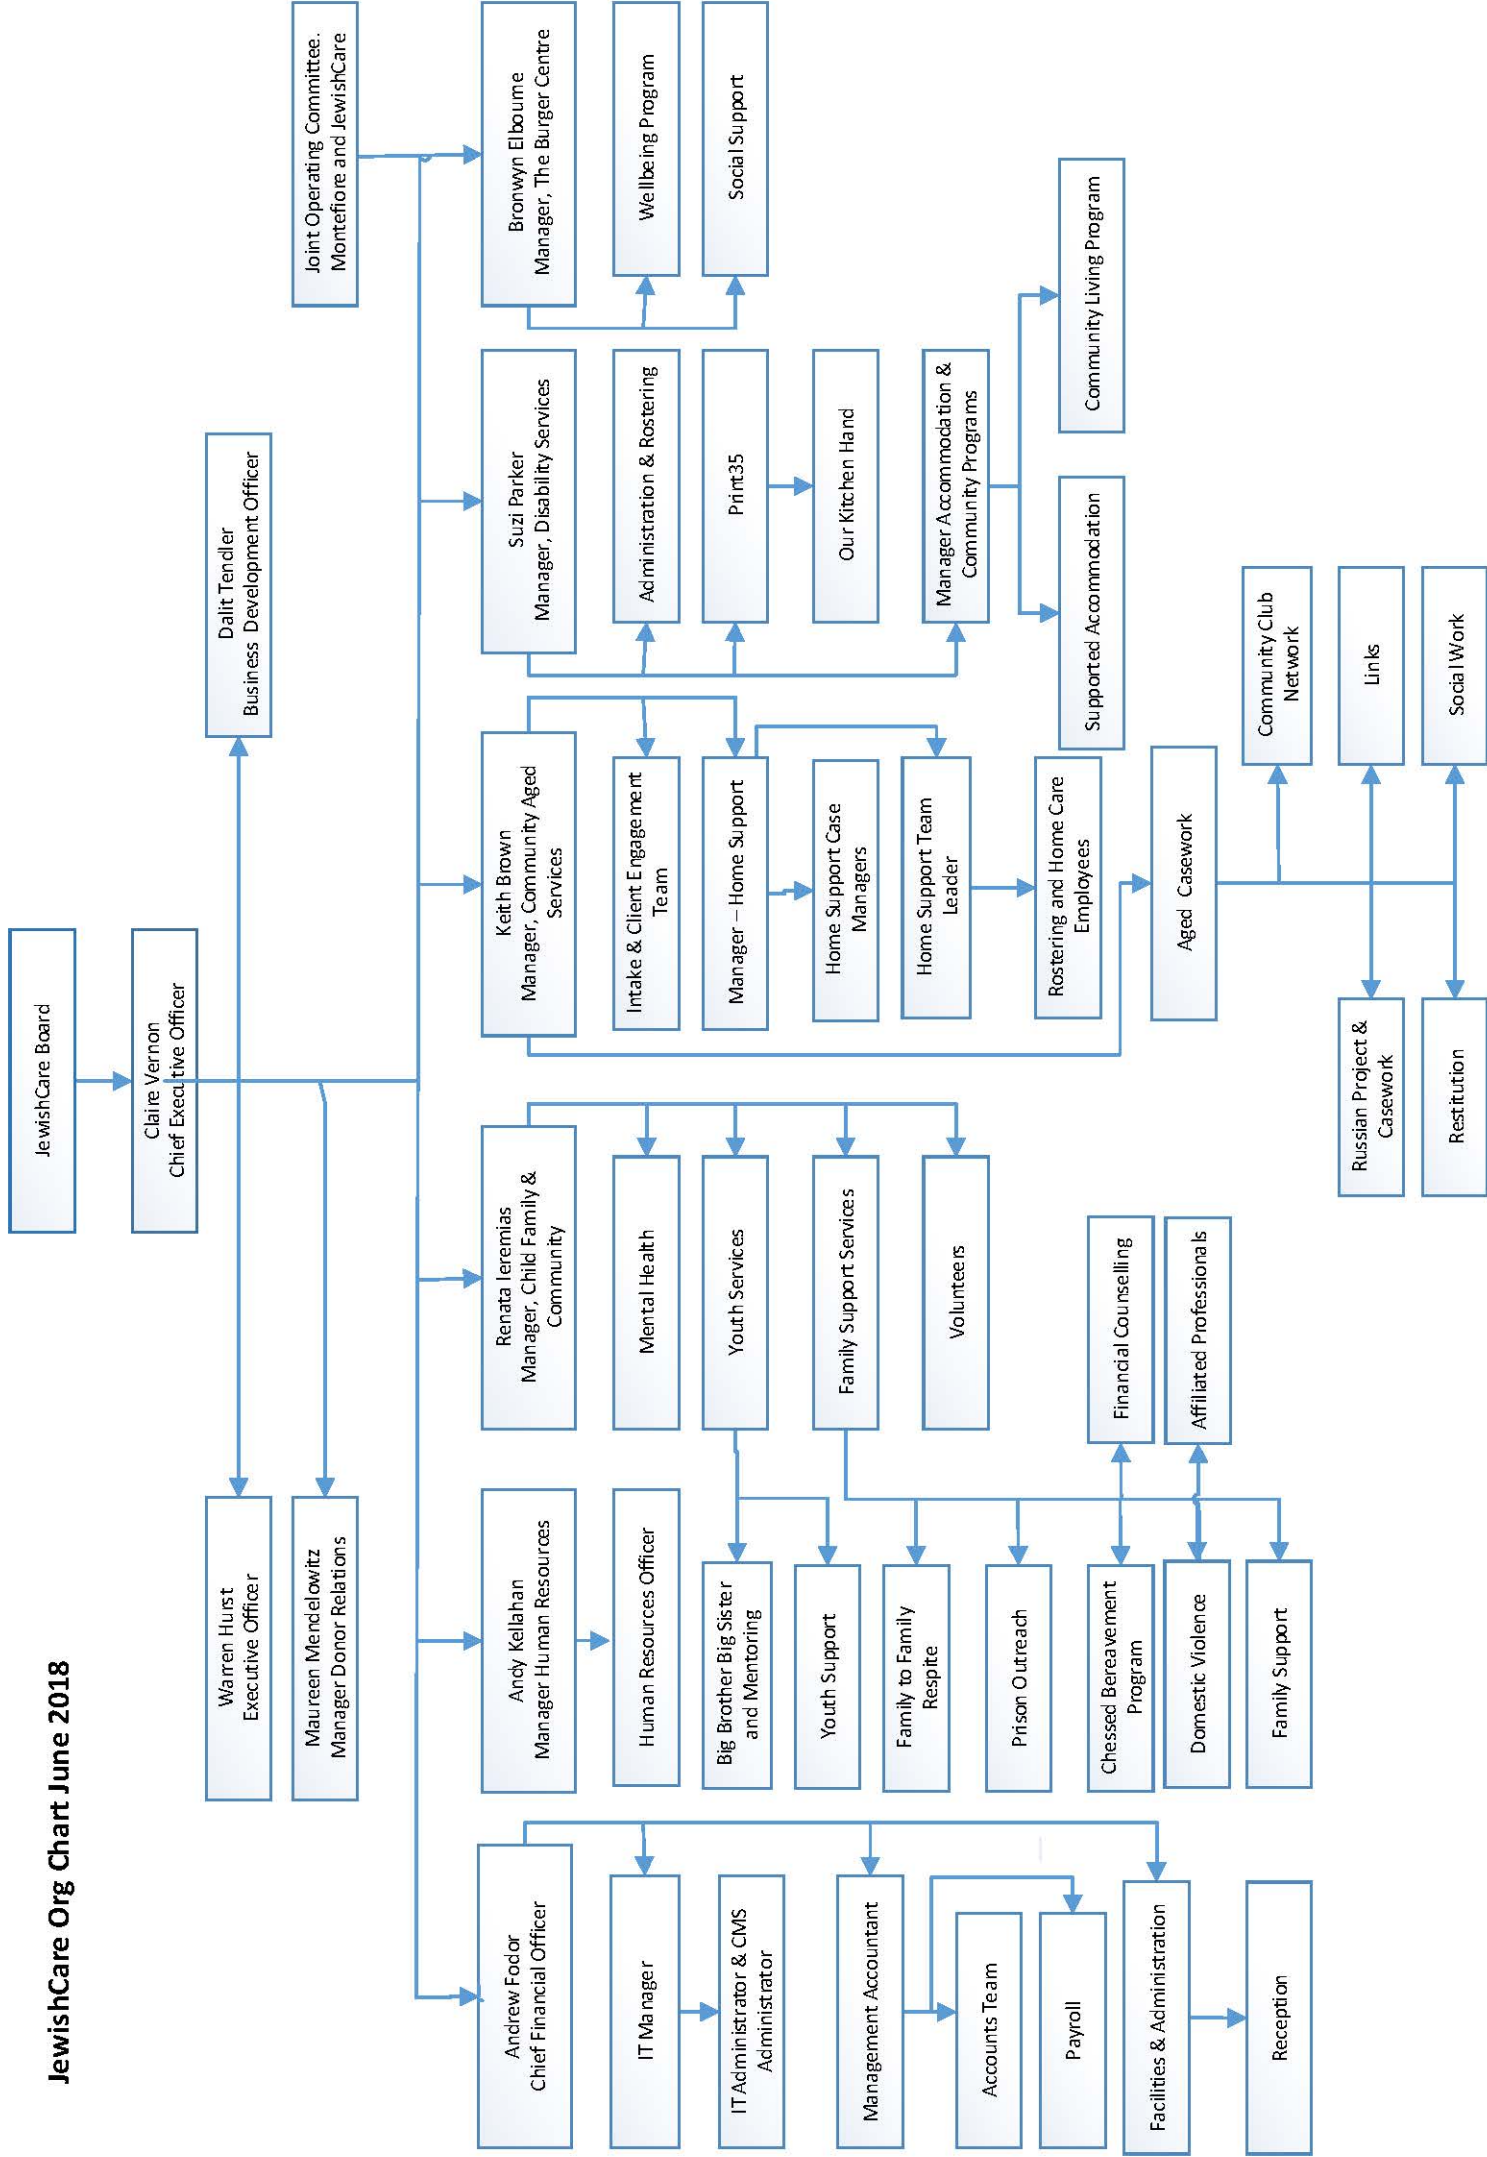 JewishCare Org Chart June 2018
JewishCare Board
Claire Vernon
Chief Executive Officer
Warren Hurst
Executive Officer
Dalit Tendler
Business Development Officer
Maureen Mendelowitz
Manager Donor Relations
Joint Operating Committee.
Montefiore and JewishCare
Andrew Fodor
Chief Financial Officer
IT Manager
IT Administrator & CMS
Administrator
Management Accountant
Accounts Team
Payroll
Facilities & Administration
Reception
Andy Kellahan
Manager Human Resources
Human Resources Officer
Renata Ieremias
Manager, Child Family &
Community
Mental Health
Youth Services
Big Brother Big Sister
and Mentoring
Youth Support
Family Support Services
Family to Family
Respite
Prison Outreach
Chessed Bereavement
Program
Financial Counselling
Domestic Violence
Affiliated Professionals
Family Support
Volunteers
Keith Brown
Manager, Community Aged
Services
Intake & Client Engagement
Team
Manager – Home Support
Home Support Case
Managers
Home Support Team
Leader
Rostering and Home Care
Employees
Aged Casework
Community Club
Network
Russian Project &
Casework
Links
Restitution
Social Work
Suzi Parker
Manager, Disability Services
Administration & Rostering
Print35
Our Kitchen Hand
Manager Accommodation &
Community Programs
Supported Accommodation
Community Living Program
Bronwyn Elbourne
Manager, The Burger Centre
Wellbeing Program
Social Support